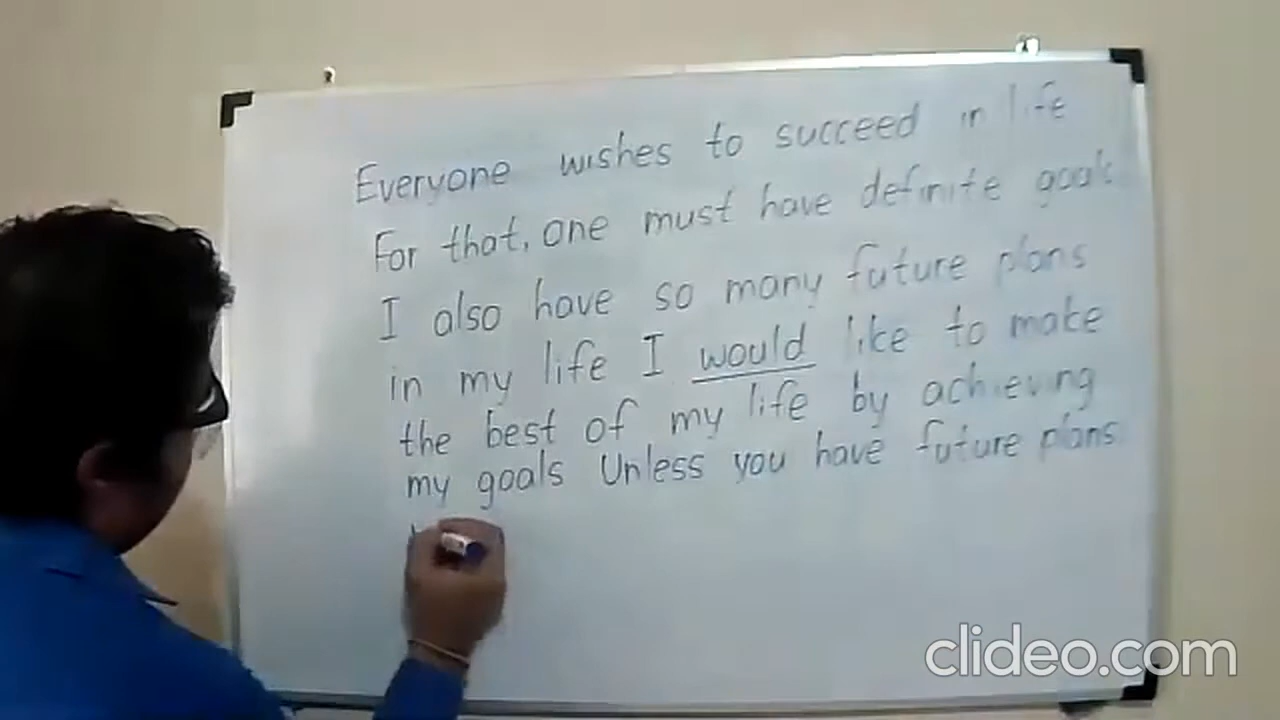 Everyone wishes to succeed in life
For that, one must have definite goals
I also have so many future plans
in my life I would like to make
the best of my life by achieving
my goals Unless you have future plans
clideo.com